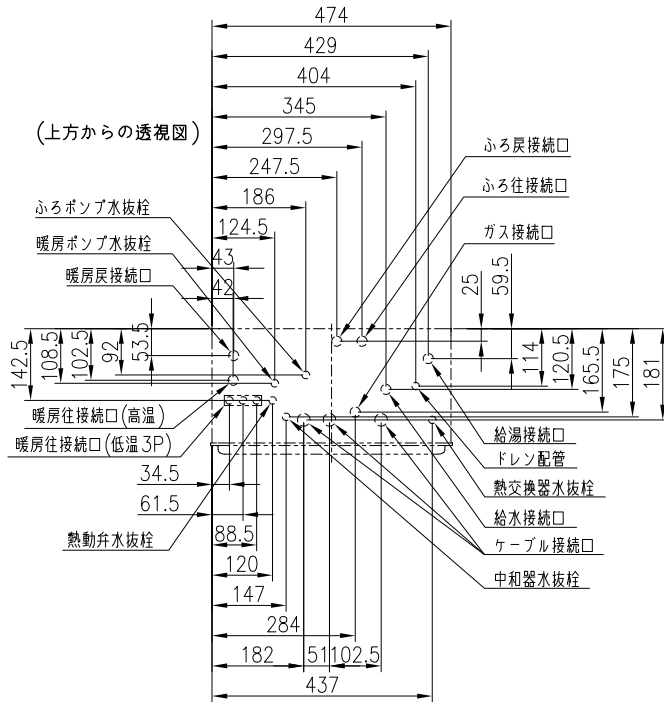 474
429
404
345
(上方からの透視図)
297.5
ふろ戻接続口
247.5
ふろ往接続口
186
ふろポンプ水抜栓
124.5
ガス接続口
暖房ポンプ水抜栓
43
暖房戻接続口
42
25
59.5
142.5
108.5
102.5
92
53.5
114
120.5
165.5
175
181
暖房往接続口(高温)
暖房往接続口(低温3P)
給湯接続口
ドレン配管
34.5
熱交換器水抜栓
61.5
給水接続口
熱動弁水抜栓
88.5
ケーブル接続口
120
中和器水抜栓
147
284
182
51
102.5
437